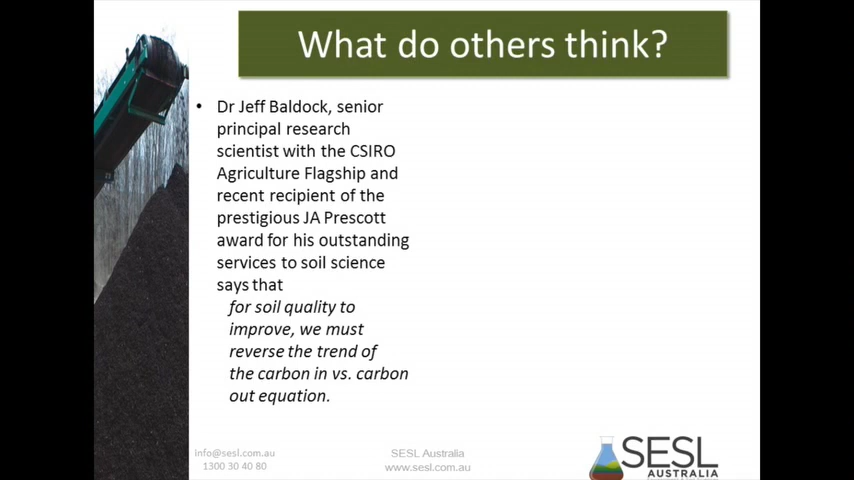 What do others think?
• Dr Jeff Baldock, senior
principal research
scientist with the CSIRO
Agriculture Flagship and
recent recipient of the
prestigious JA Prescott
award for his outstanding
services to soil science
says that
for soil quality to
improve, we must
reverse the trend of
the carbon in vs. carbon
out equation.
info@sesl.com.au
1300 30 40 80
SESL Australia
www.sesl.com.au
SESL
AUSTRALIA